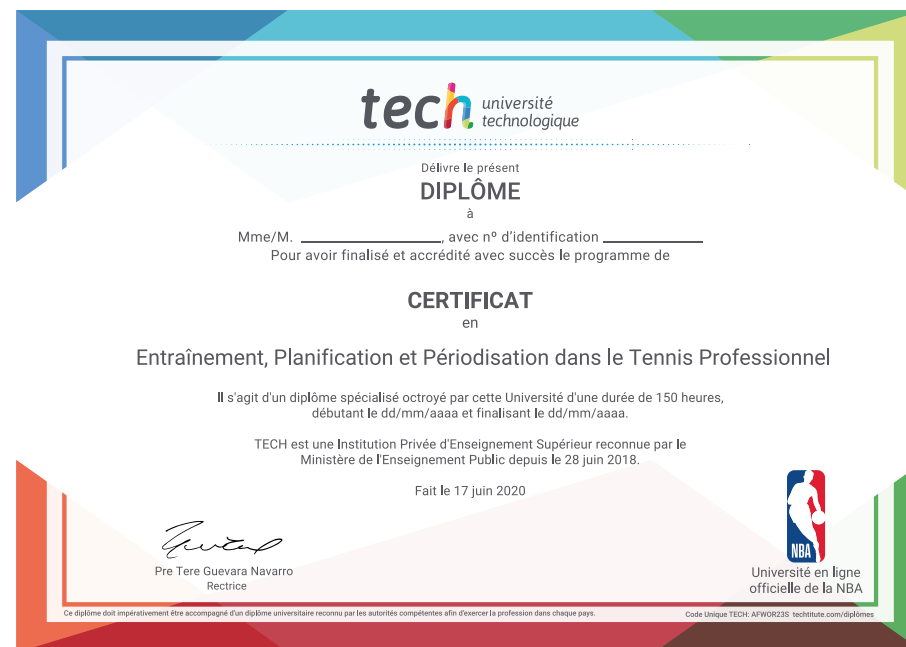 tech université
technologique
Délivre le présent
DIPLÔME
à
Mme/M. ____________________, avec nº d'identification ______________
Pour avoir finalisé et accrédité avec succès le programme de
CERTIFICAT
en
Entraînement, Planification et Périodisation dans le Tennis Professionnel
Il s'agit d'un diplôme spécialisé octroyé par cette Université d'une durée de 150 heures,
débutant le dd/mm/aaaa et finalisant le dd/mm/aaaa.
TECH est une Institution Privée d'Enseignement Supérieur reconnue par le
Ministère de l'Enseignement Public depuis le 28 juin 2018.
Fait le 17 juin 2020
Pre Tere Guevara Navarro
Rectrice
NBA
Université en ligne
officielle de la NBA
Ce diplôme doit impérativement être accompagné d'un diplôme universitaire reconnu par les autorités compétentes afin d'exercer la profession dans chaque pays.
Code Unique TECH: AFWOR23S techtitute.com/diplômes